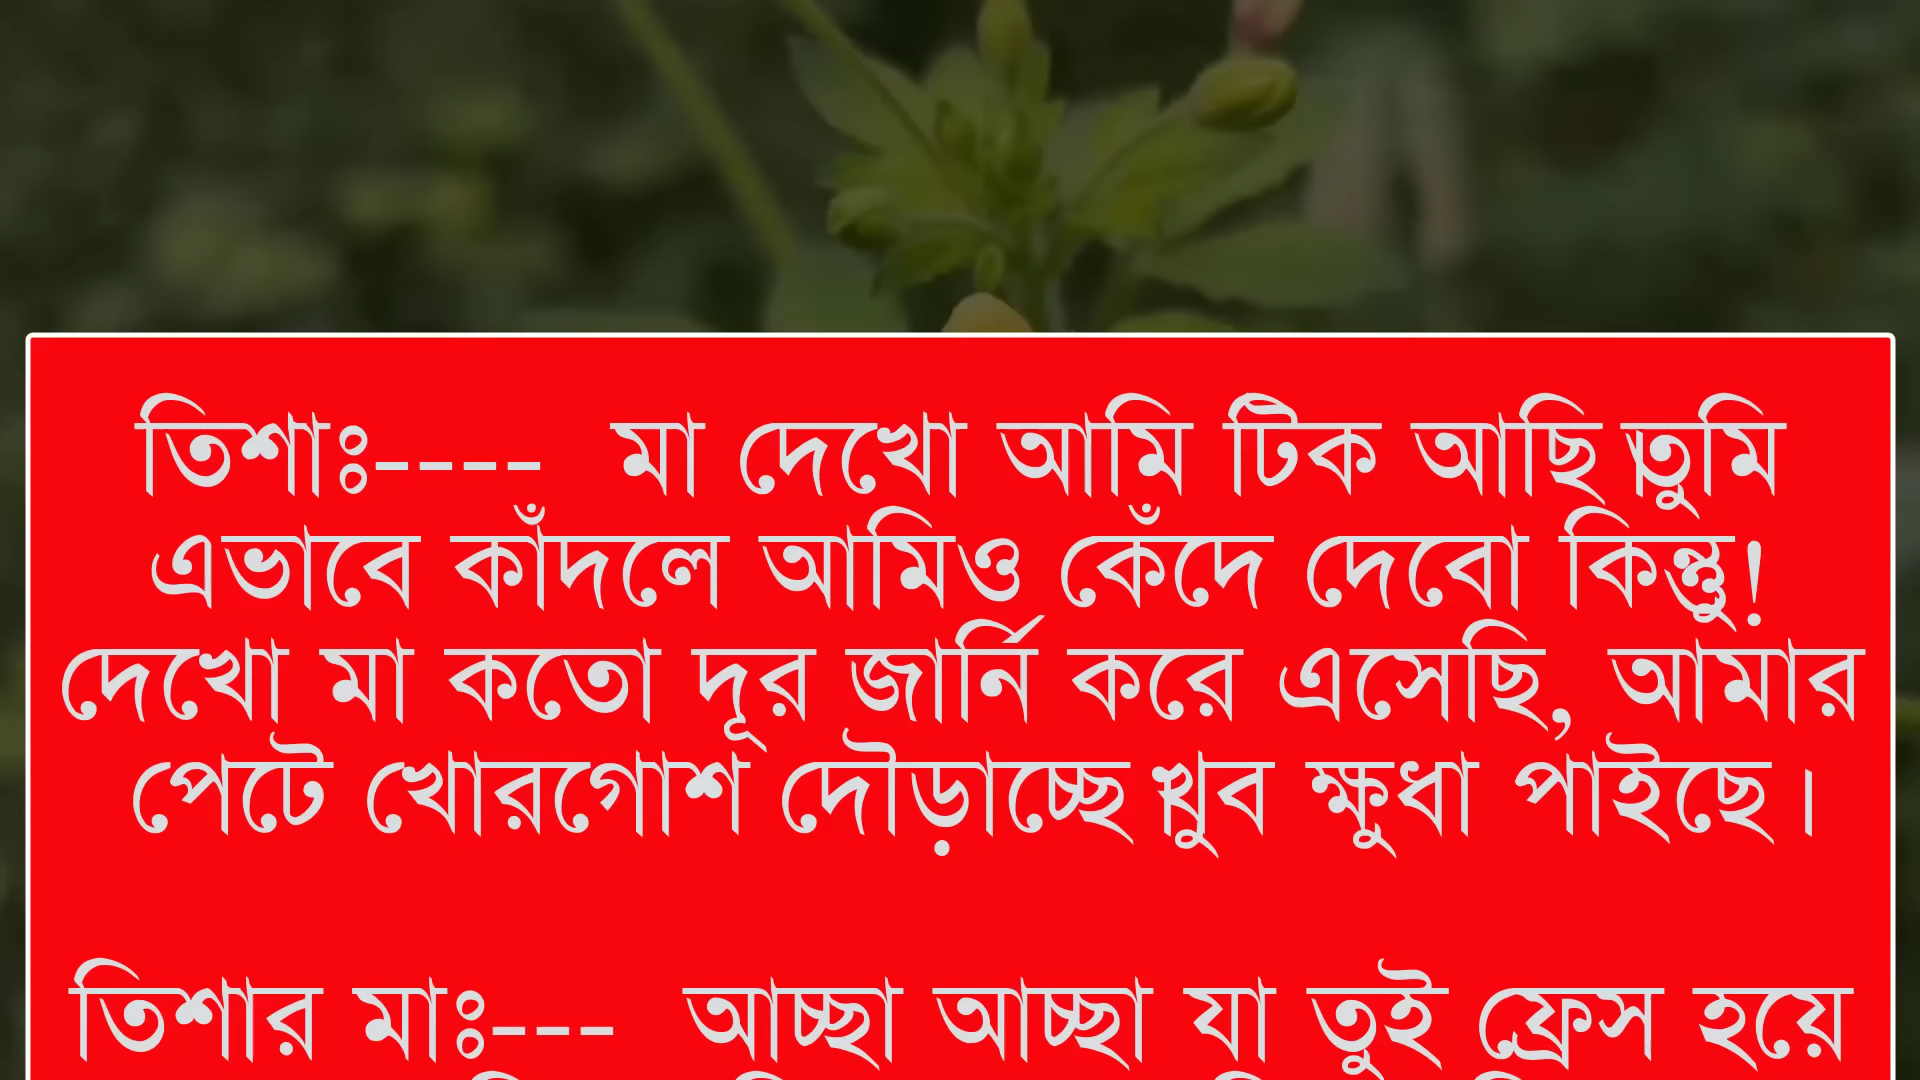 তিশাঃ---- মা দেখো আমি টিক আছি।তুমি
এভাবে কাঁদলে আমিও কেঁদে দেবো কিন্তু!
দেখো মা কতো দূর জার্নি করে এসেছি, আমার
পেটে খোরগোশ দৌড়াচ্ছে।খুব ক্ষুধা পাইছে।
তিশার মাঃ--- আচ্ছা আচ্ছা যা তুই ফ্রেস হয়ে